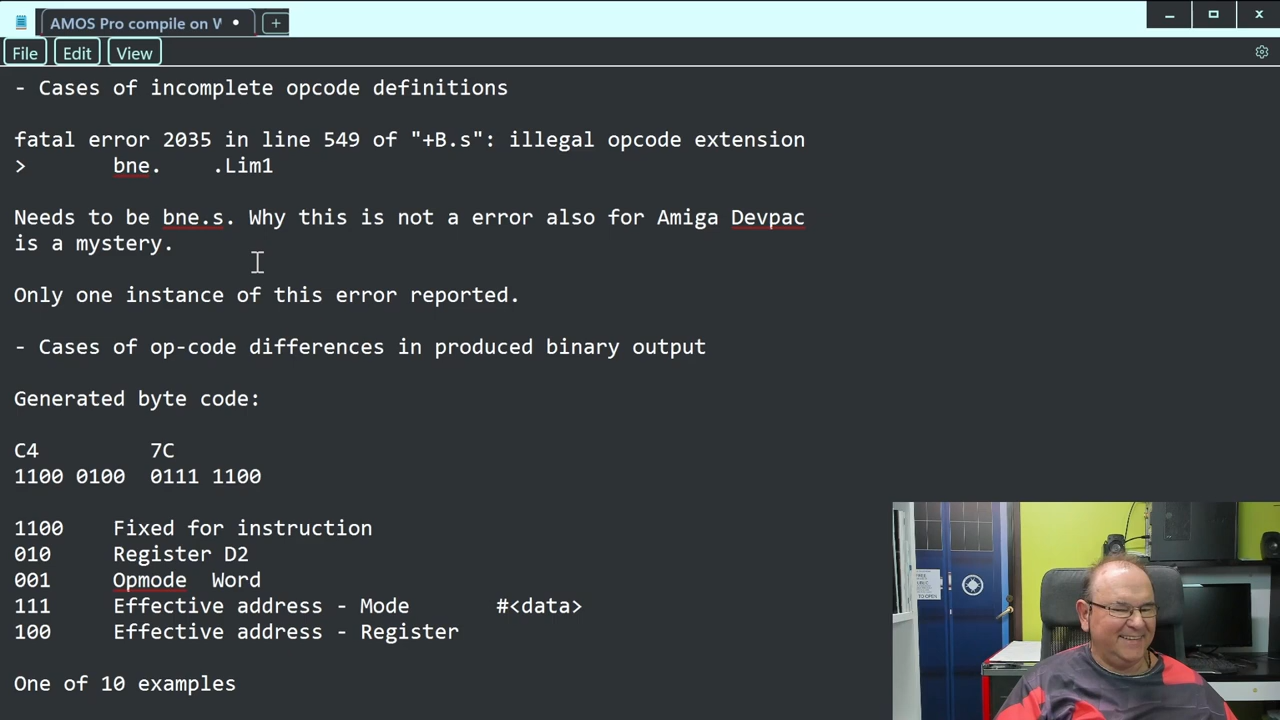 AMOS Pro compile on W
File
Edit
View
- Cases of incomplete opcode definitions
fatal error 2035 in line 549 of "+B.s": illegal opcode extension
> bne. .Lim1
Needs to be bne.s. Why this is not a error also for Amiga Devpac
is a mystery.
Only one instance of this error reported.
- Cases of op-code differences in produced binary output
Generated byte code:
C4 7C
1100 0100 0111 1100
1100 Fixed for instruction
010 Register D2
001 Opmode Word
111 Effective address - Mode #<data>
100 Effective address - Register
One of 10 examples